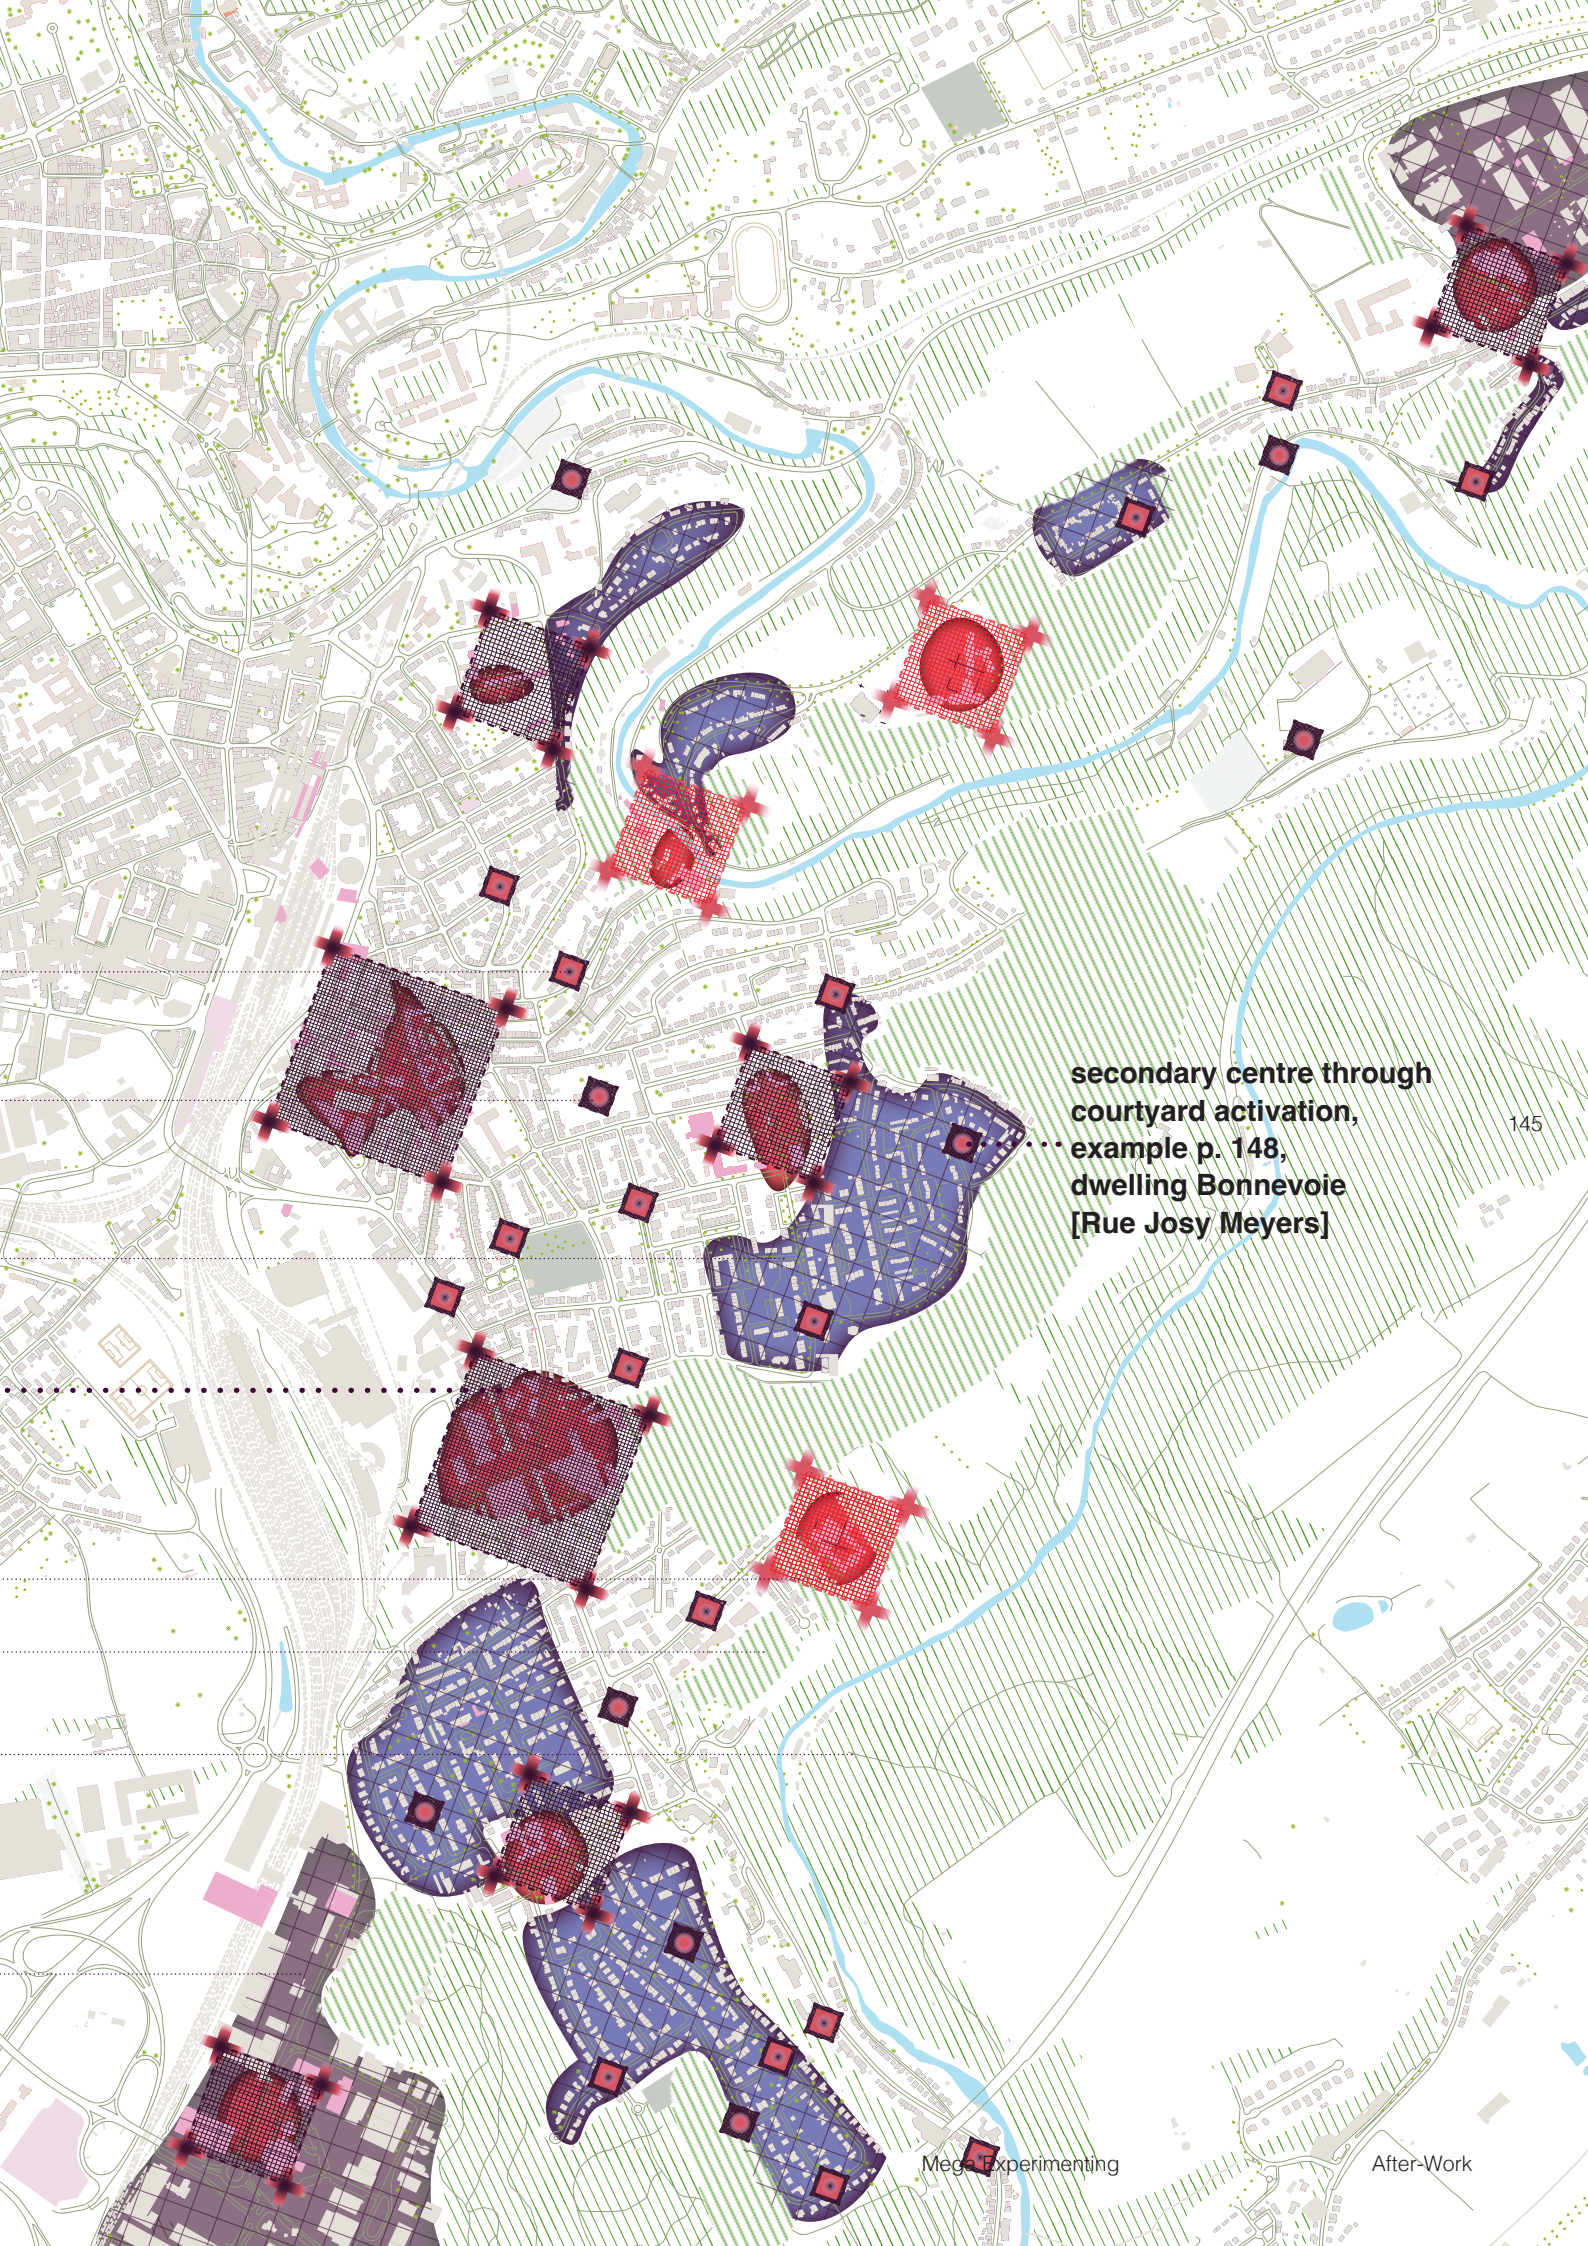 secondary centre through
courtyard activation,
example p. 148,
dwelling Bonnevoie
[Rue Josy Meyers]
145
Mega Experimenting
After-Work